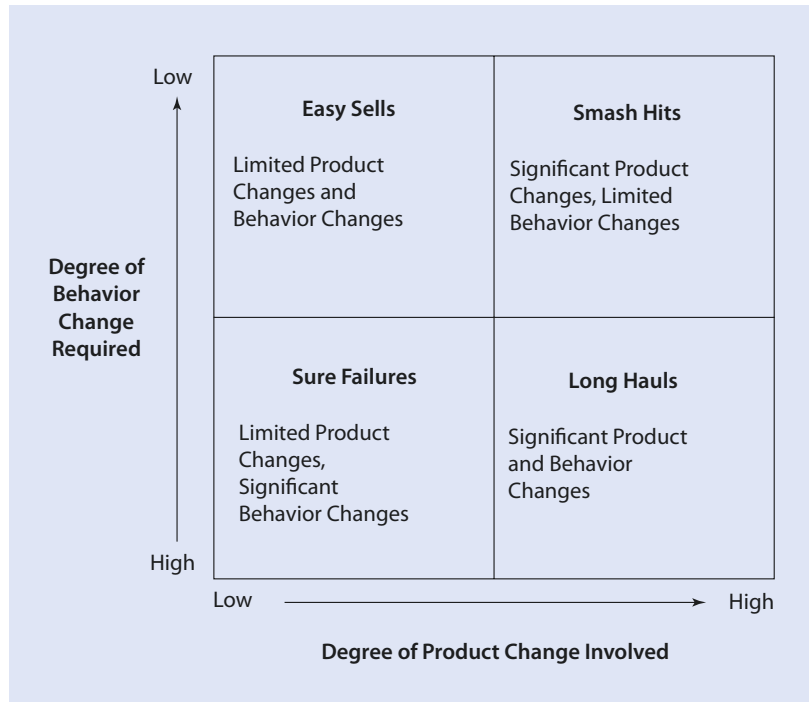 Low
Easy Sells
Limited Product
Changes and
Behavior Changes
Smash Hits
Significant Product
Changes, Limited
Behavior Changes
Degree of
Behavior
Change
Required
Sure Failures
Limited Product
Changes,
Significant
Behavior Changes
Long Hauls
Significant Product
and Behavior
Changes
High
Low
High
Degree of Product Change Involved